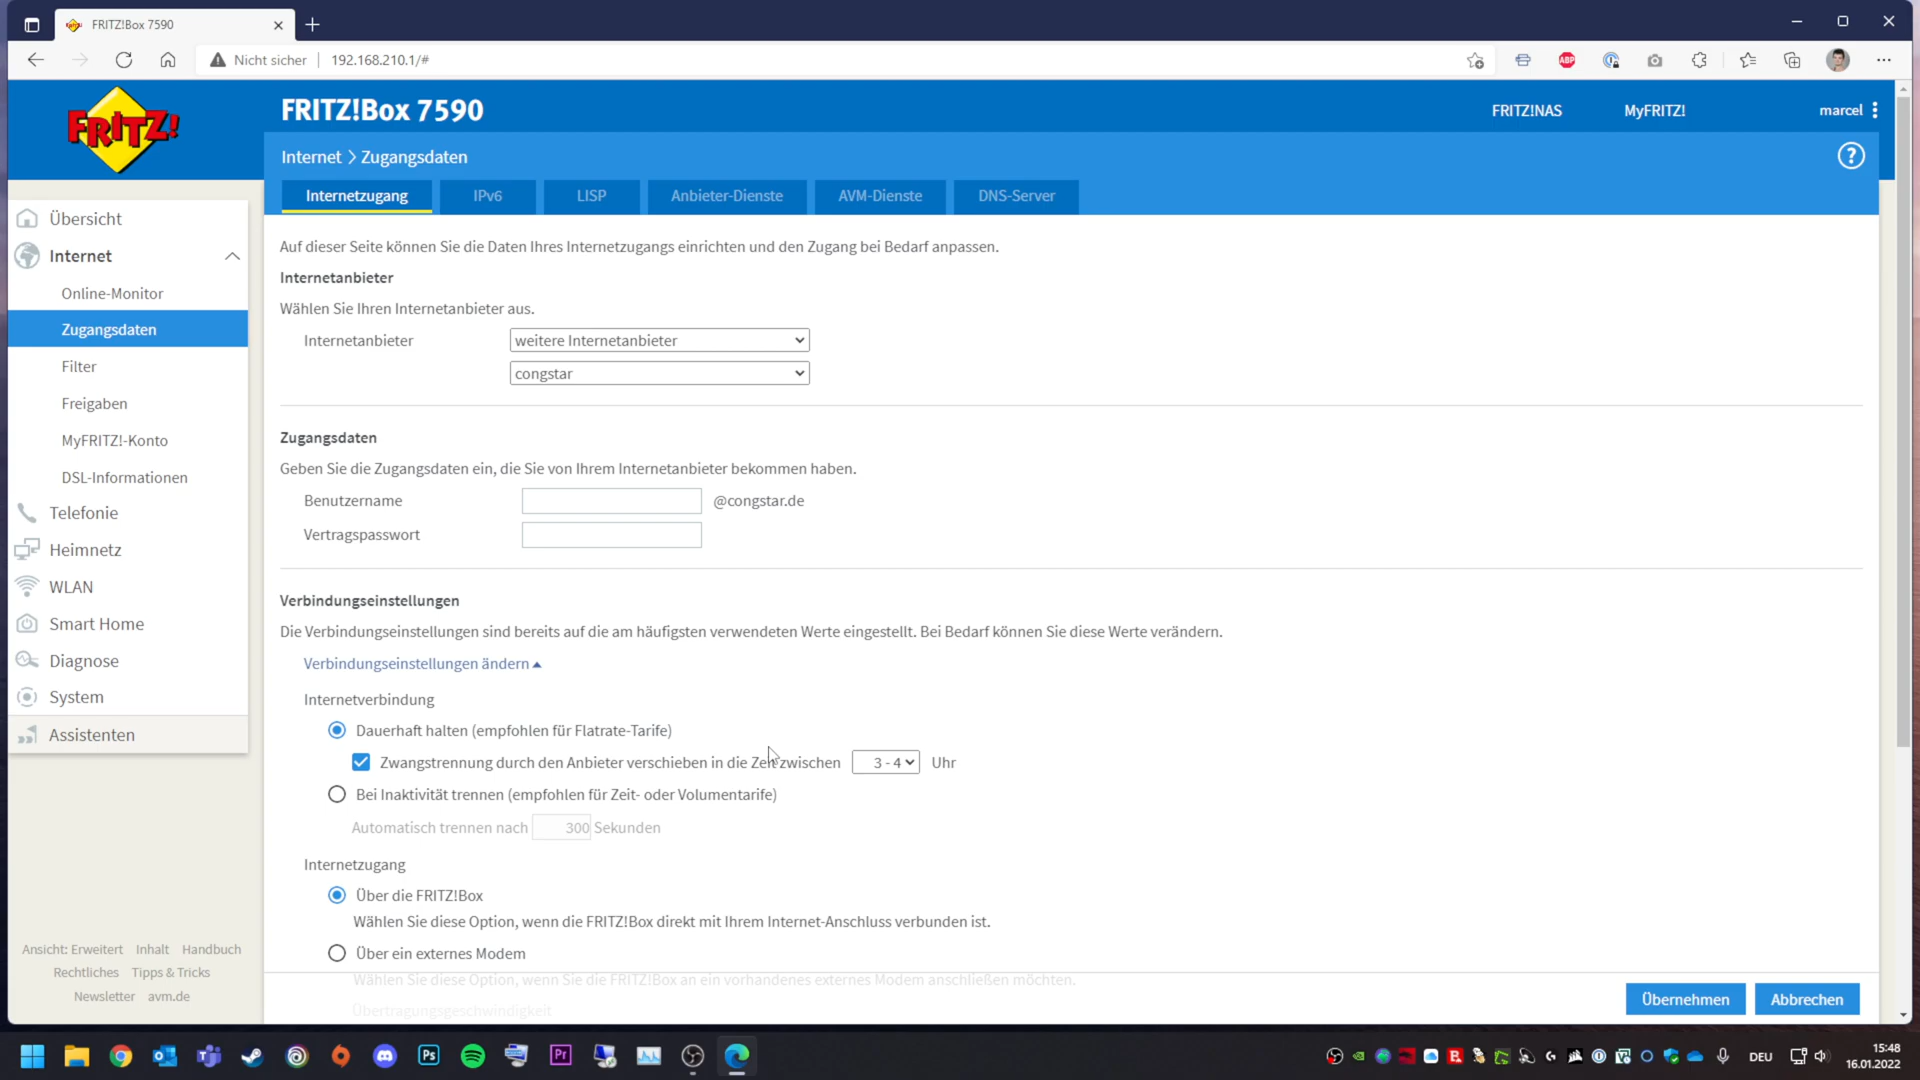 FRITZ!Box 7590
Nicht sicher
192.168.210.1/#
ABP
FRITZ!
FRITZ!Box 7590
FRITZ!NAS
MyFRITZ!
marcel
Internet > Zugangsdaten
?
Internetzugang
IPv6
LISP
Anbieter-Dienste
AVM-Dienste
DNS-Server
Übersicht
Internet
Online-Monitor
Zugangsdaten
Filter
Freigaben
MyFRITZ!-Konto
DSL-Informationen
Telefonie
Heimnetz
WLAN
Smart Home
Diagnose
System
Assistenten
Ansicht: Erweitert Inhalt Handbuch
Rechtliches Tipps & Tricks
Newsletter avm.de
Auf dieser Seite können Sie die Daten Ihres Internetzugangs einrichten und den Zugang bei Bedarf anpassen.
Internetanbieter
Wählen Sie Ihren Internetanbieter aus.
Internetanbieter
weitere Internetanbieter
congstar
Zugangsdaten
Geben Sie die Zugangsdaten ein, die Sie von Ihrem Internetanbieter bekommen haben.
Benutzername
@congstar.de
Vertragspasswort
Verbindungseinstellungen
Die Verbindungseinstellungen sind bereits auf die am häufigsten verwendeten Werte eingestellt. Bei Bedarf können Sie diese Werte verändern.
Verbindungseinstellungen ändern
Internetverbindung
Dauerhaft halten (empfohlen für Flatrate-Tarife)
Zwangstrennung durch den Anbieter verschieben in die Zeit zwischen 3 - 4 Uhr
Bei Inaktivität trennen (empfohlen für Zeit- oder Volumentarife)
Automatisch trennen nach 300 Sekunden
Internetzugang
Über die FRITZ!Box
Wählen Sie diese Option, wenn die FRITZ!Box direkt mit Ihrem Internet-Anschluss verbunden ist.
Über ein externes Modem
Wählen Sie diese Option, wenn Sie die FRITZ!Box an ein vorhandenes externes Modem anschließen möchten.
Übertragungsgeschwindigkeit
Übernehmen
Abbrechen
Ps
Pr
DEU
15:48
16.01.2022